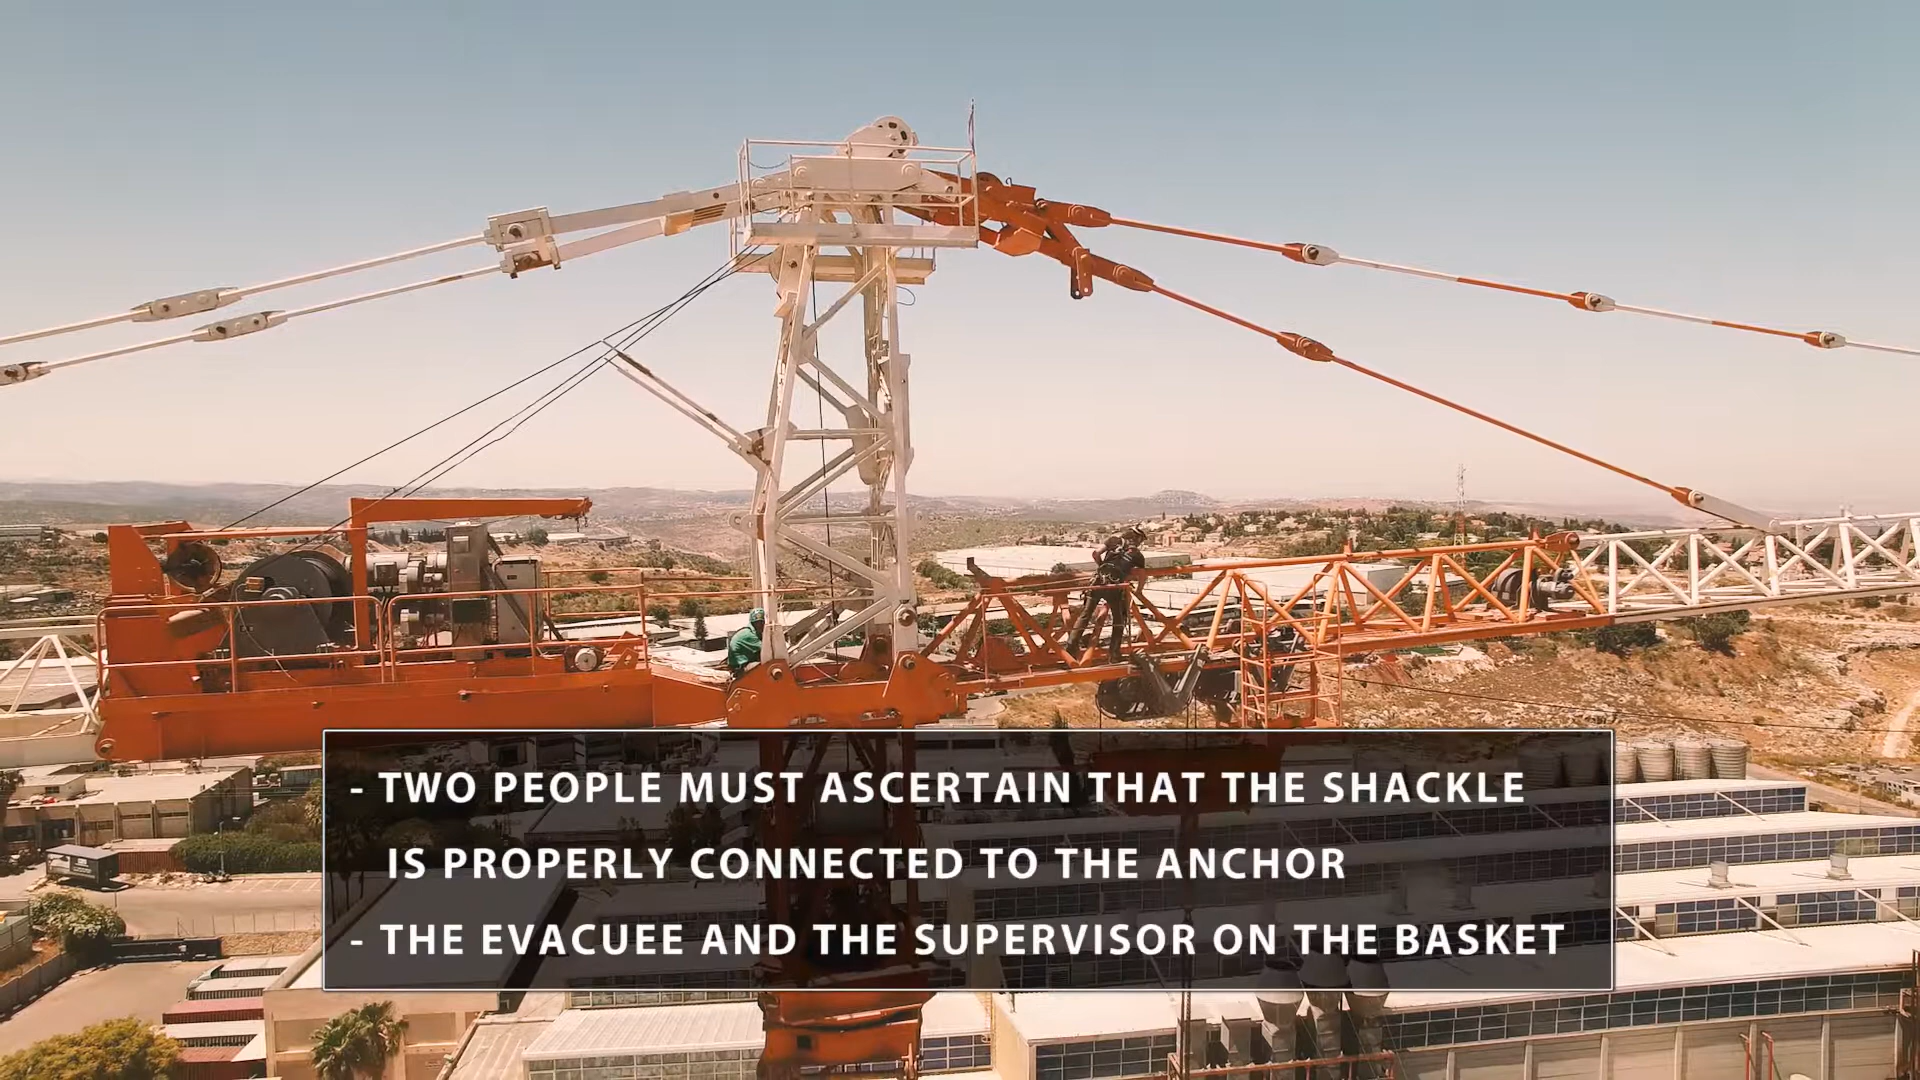 - TWO PEOPLE MUST ASCERTAIN THAT THE SHACKLE
IS PROPERLY CONNECTED TO THE ANCHOR
- THE EVACUEE AND THE SUPERVISOR ON THE BASKET